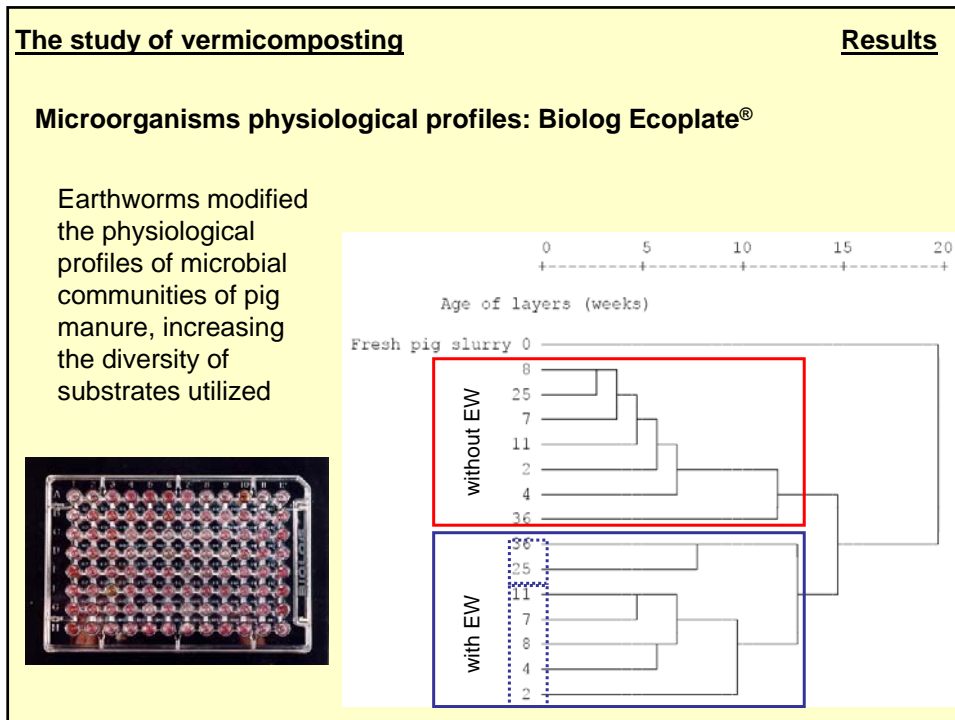 The study of vermicomposting Results
Microorganisms physiological profiles: Biolog Ecoplate®
Earthworms modified
the physiological
profiles of microbial
communities of pig
manure, increasing
the diversity of
substrates utilized
0 5 10 15 20
Age of layers (weeks)
Fresh pig slurry 0
without EW
8
25
7
11
2
4
36
with EW
36
25
11
7
8
4
2
BIOLOG